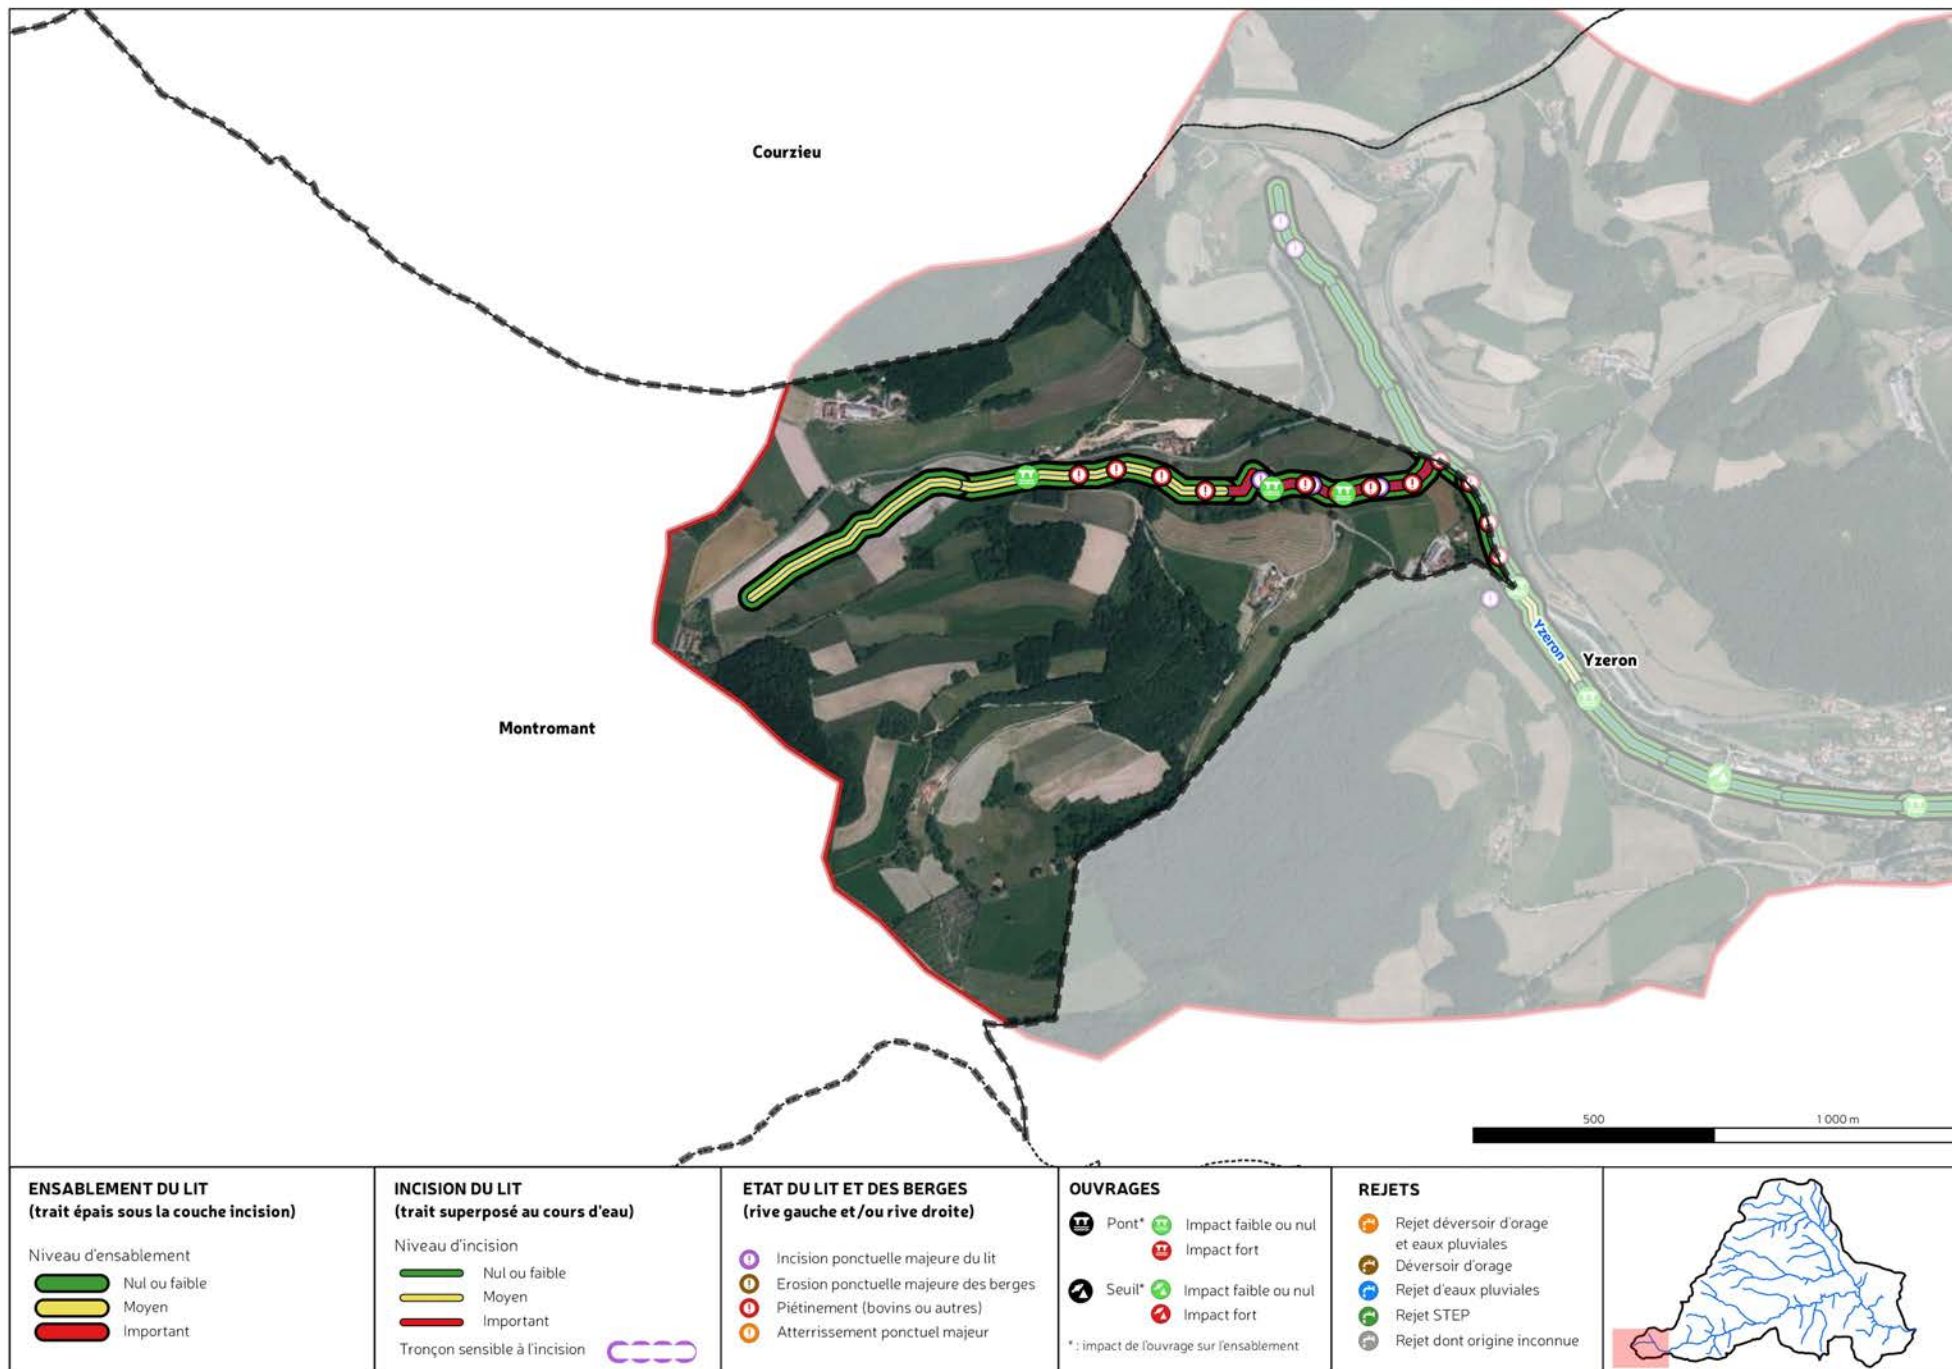 Courzieu
Yzeron
Yzeron
Montromant
500
1 000 m
ENSABLEMENT DU LIT
(trait épais sous la couche incision)
Niveau d'ensablement
Nul ou faible
Moyen
Important
INCISION DU LIT
(trait superposé au cours d'eau)
Niveau d'incision
Nul ou faible
Moyen
Important
Tronçon sensible à l'incision
ETAT DU LIT ET DES BERGES
(rive gauche et/ou rive droite)
Incision ponctuelle majeure du lit
Erosion ponctuelle majeure des berges
Piétinement (bovins ou autres)
Atterrissement ponctuel majeur
OUVRAGES
Pont*
Impact faible ou nul
Impact fort
Seuil*
Impact faible ou nul
Impact fort
* : impact de l'ouvrage sur l'ensablement
REJETS
Rejet déversoir d'orage
et eaux pluviales
Déversoir d'orage
Rejet d'eaux pluviales
Rejet STEP
Rejet dont origine inconnue